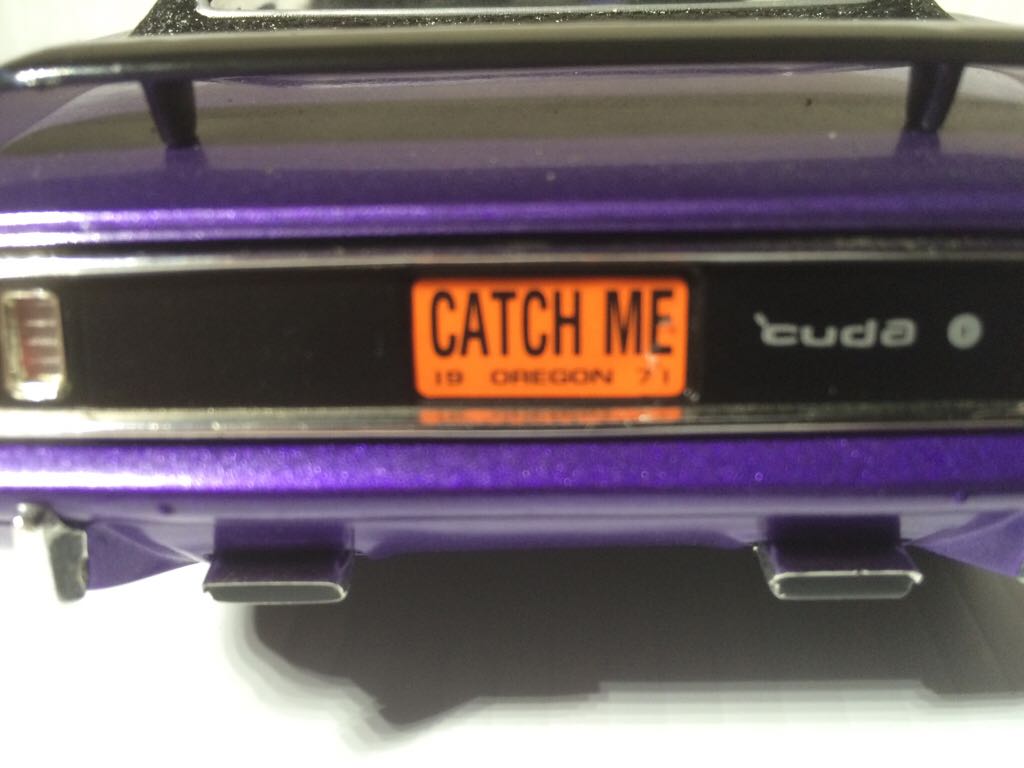 CATCH ME
19 OREGON 71
'cuda